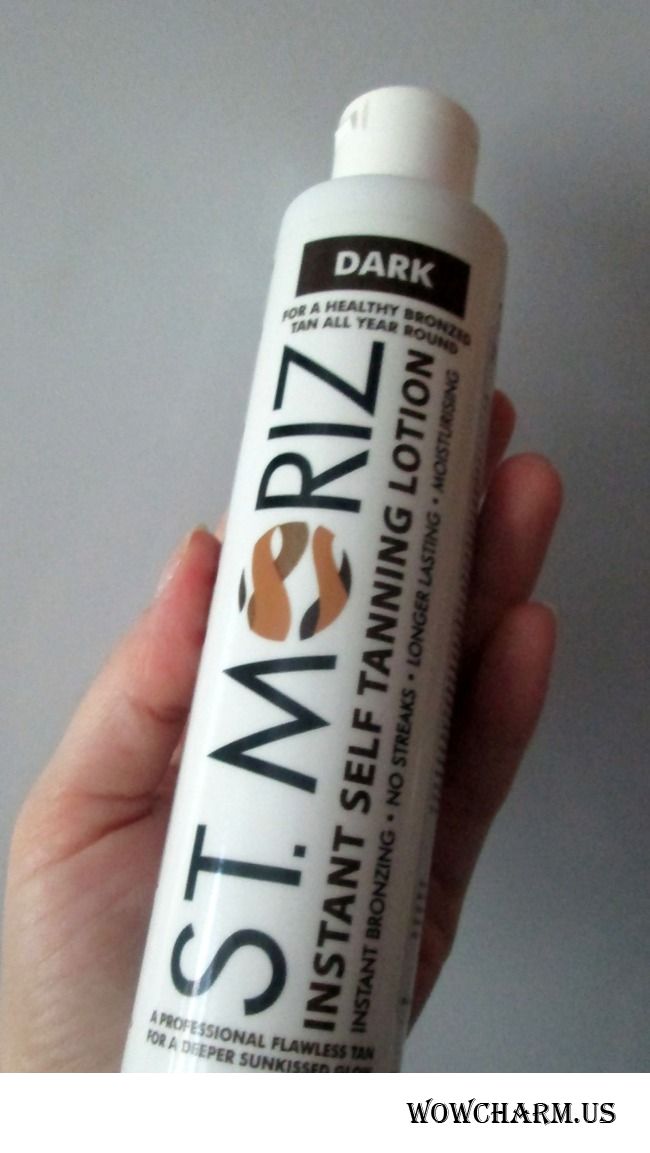 DARK
FOR A HEALTHY BRONZED
TAN ALL YEAR ROUND
ST. MORIZ
INSTANT SELF TANNING LOTION
INSTANT BRONZING • NO STREAKS • LONGER LASTING • MOISTURISING
A PROFESSIONAL FLAWLESS TAN
FOR A DEEPER SUNKISSED GLOW
WOWCHARM.US